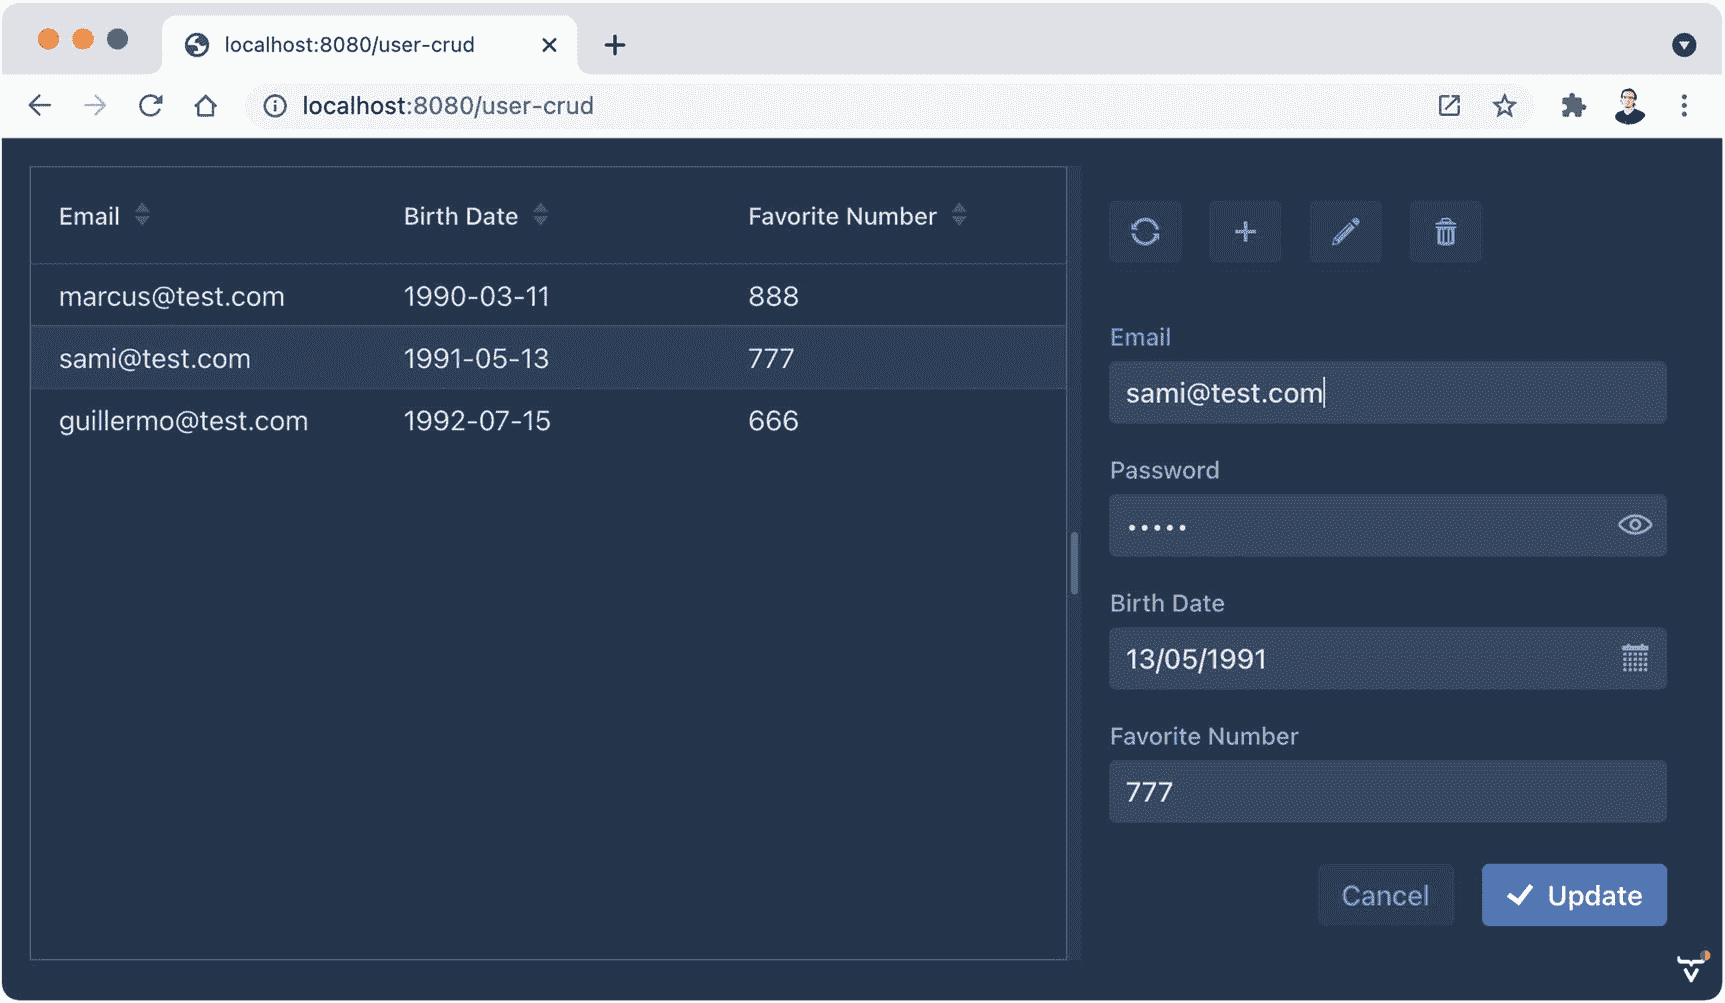 localhost:8080/user-crud
localhost:8080/user-crud
Email Birth Date Favorite Number
marcus@test.com 1990-03-11 888
sami@test.com 1991-05-13 777
guillermo@test.com 1992-07-15 666
Email
sami@test.com
Password
•••••
Birth Date
13/05/1991
Favorite Number
777
Cancel Update